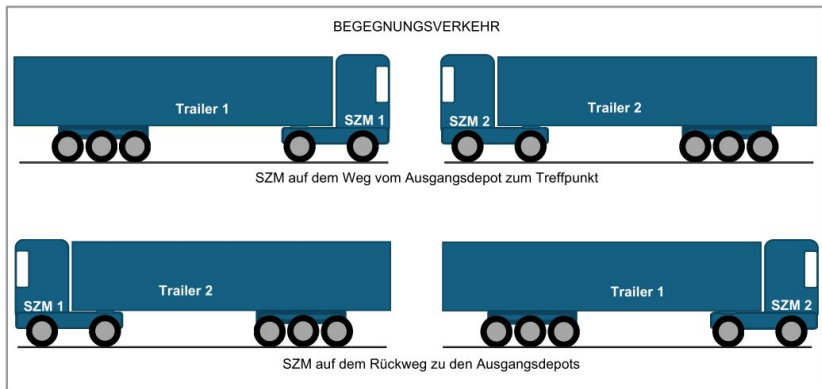 BEGEGNUNGSVERKEHR
Trailer 1
SZM 1
SZM 2
Trailer 2
SZM auf dem Weg vom Ausgangsdepot zum Treffpunkt
SZM 1
Trailer 2
Trailer 1
SZM 2
SZM auf dem Rückweg zu den Ausgangsdepots